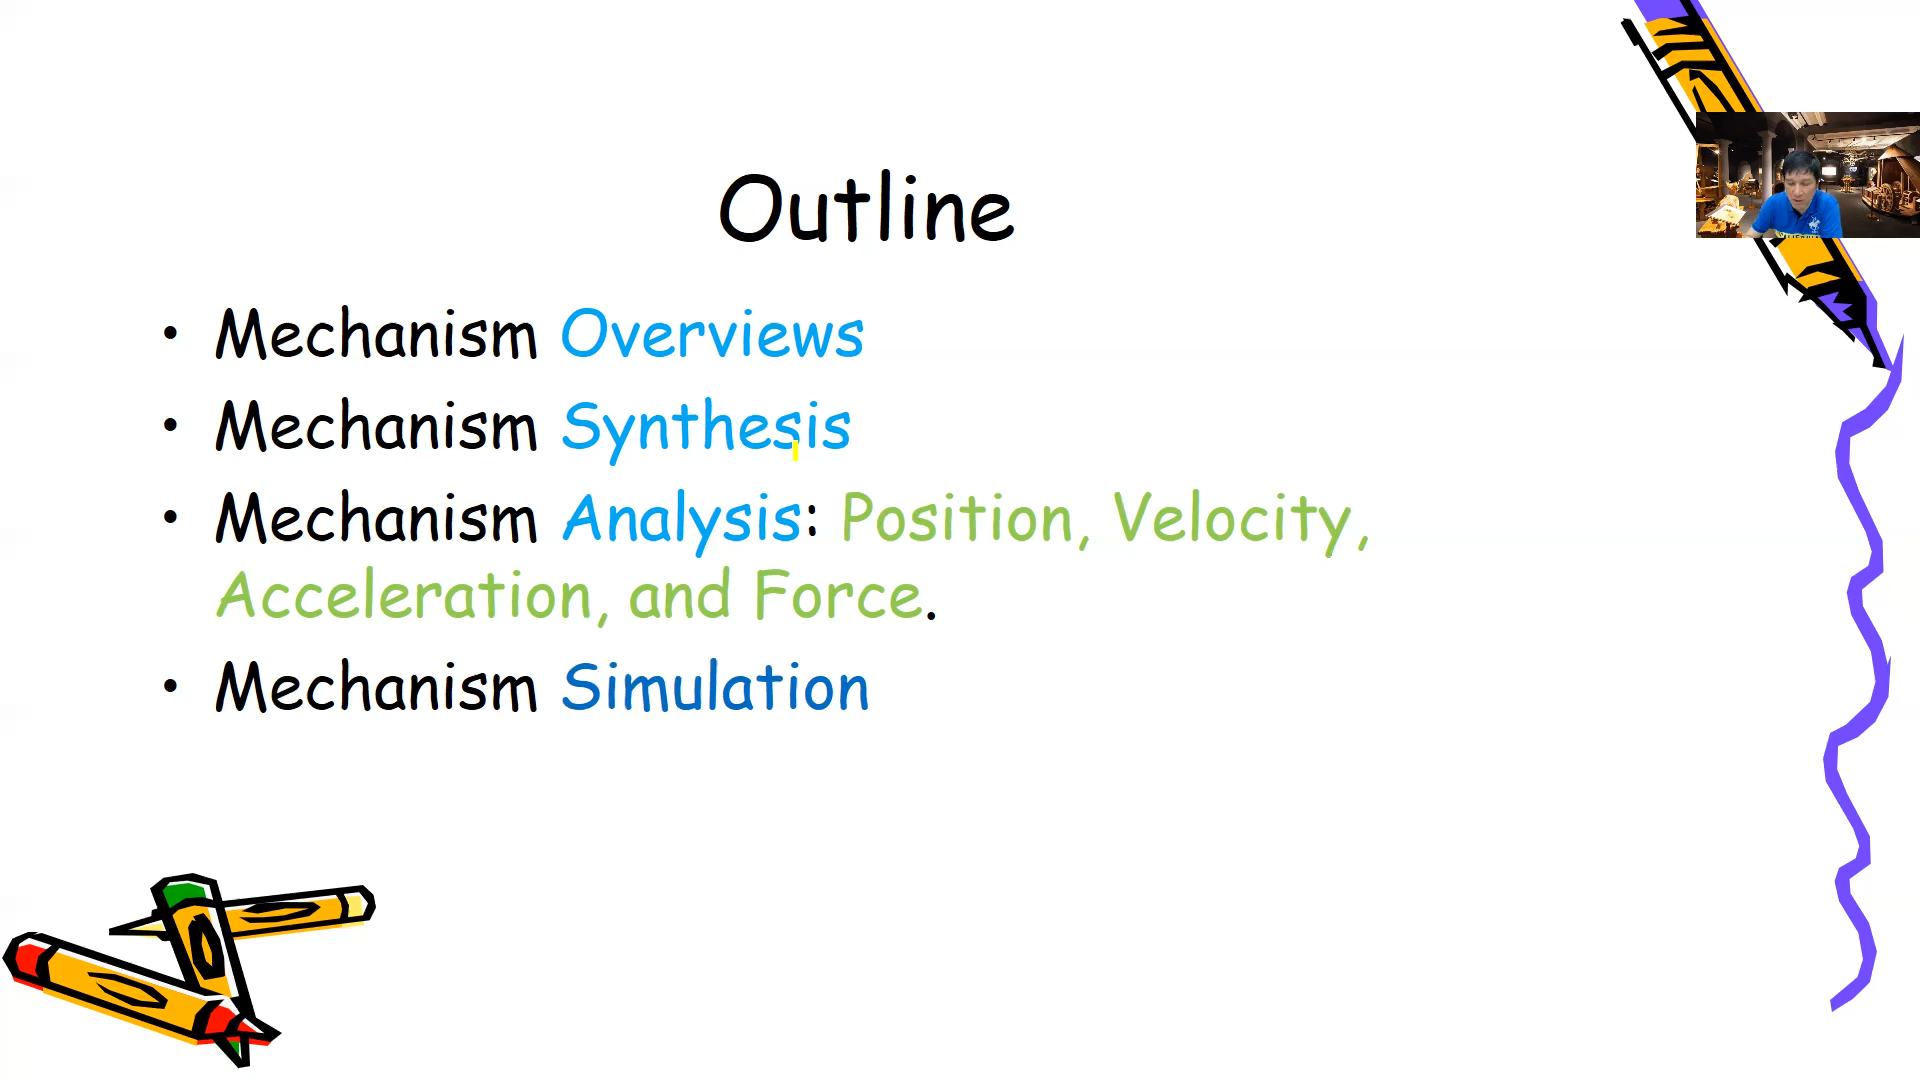 Outline
• Mechanism Overviews
• Mechanism Synthesis
• Mechanism Analysis: Position, Velocity,
Acceleration, and Force.
• Mechanism Simulation